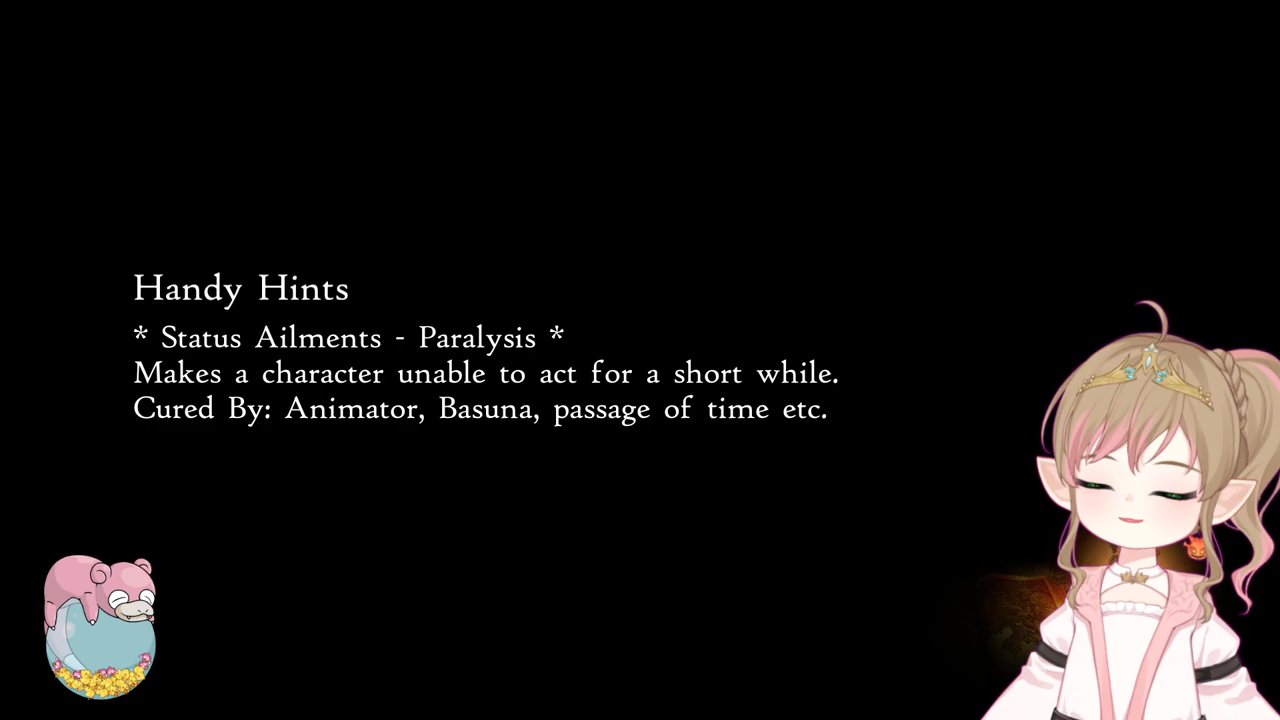 Handy Hints
* Status Ailments - Paralysis *
Makes a character unable to act for a short while.
Cured By: Animator, Basuna, passage of time etc.